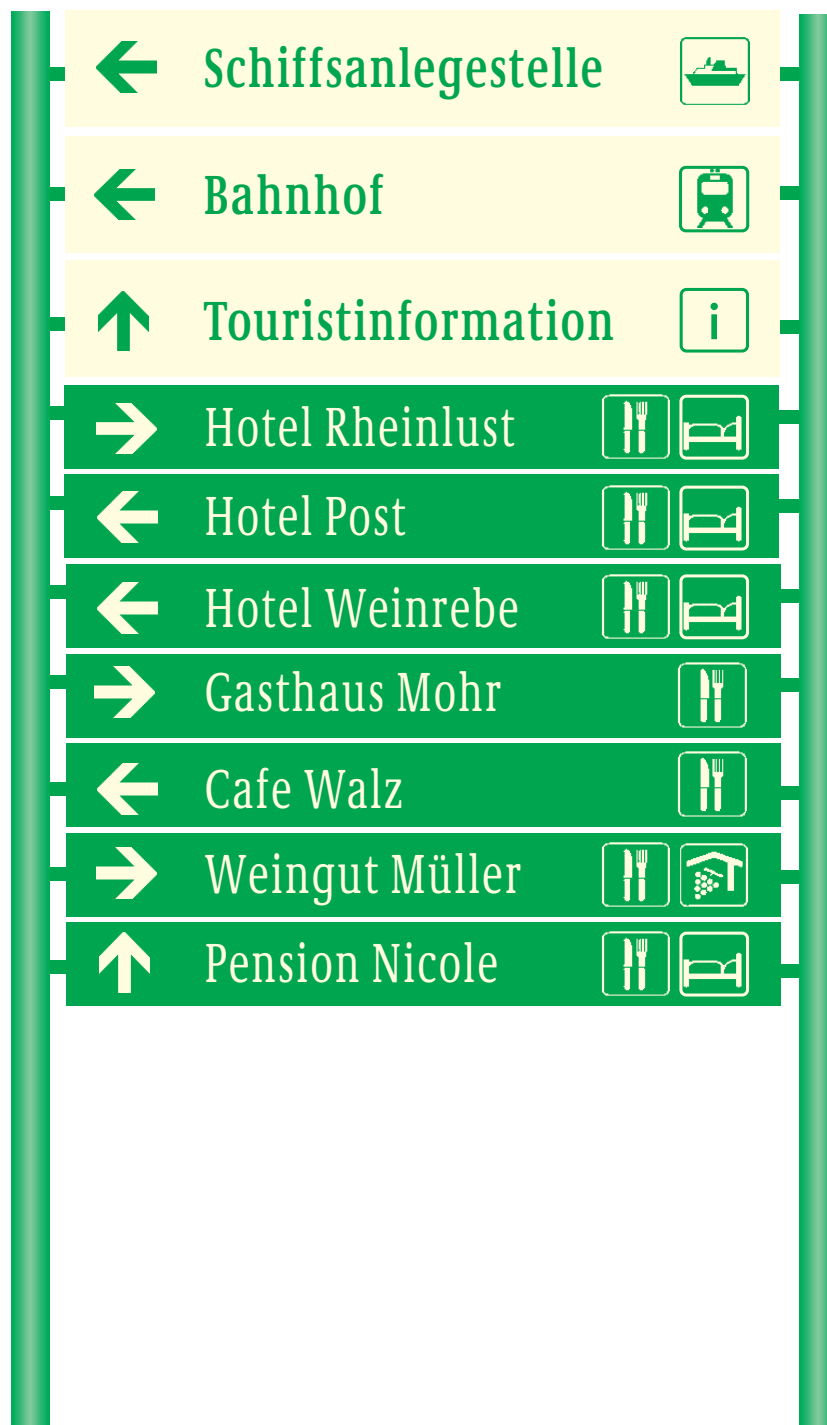 Schiffsanlegestelle
Bahnhof
Touristinformation
i
Hotel Rheinlust
Hotel Post
Hotel Weinrebe
Gasthaus Mohr
Cafe Walz
Weingut Müller
Pension Nicole